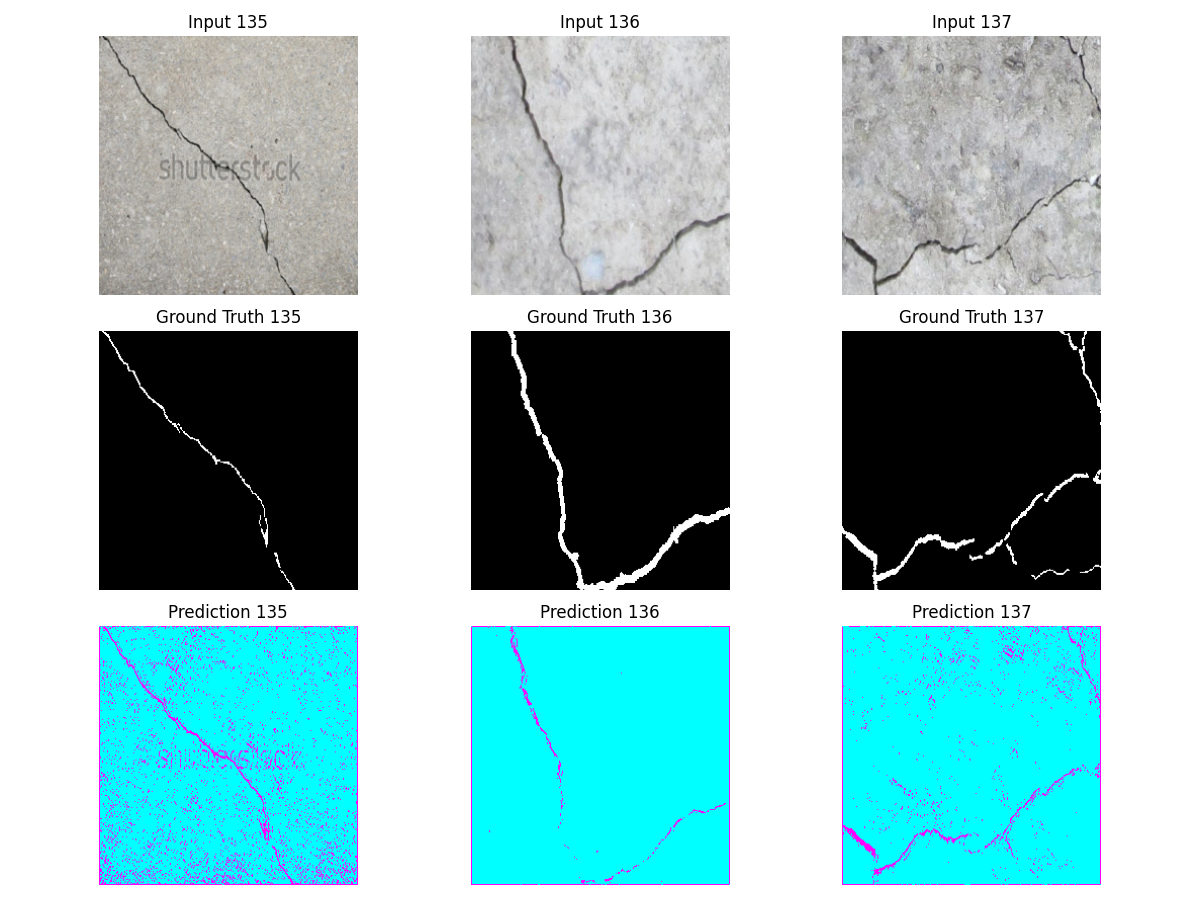 Input 135
Input 136
Input 137
shutterstock
Ground Truth 135
Ground Truth 136
Ground Truth 137
Prediction 135
Prediction 136
Prediction 137